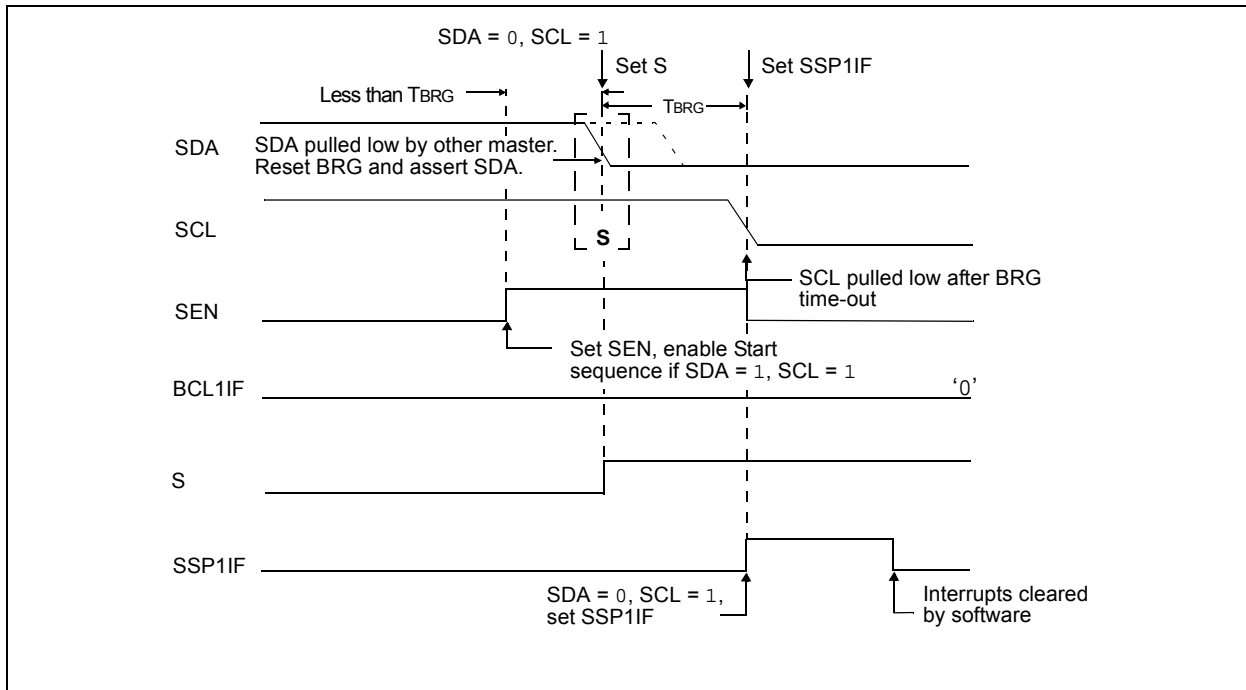 SDA = 0, SCL = 1
Set S
Set SSP1IF
Less than TBRG
TBRG
SDA
SDA pulled low by other master.
Reset BRG and assert SDA.
SCL
S
SCL pulled low after BRG
time-out
SEN
Set SEN, enable Start
sequence if SDA = 1, SCL = 1
BCL1IF
‘0’
S
SSP1IF
SDA = 0, SCL = 1,
set SSP1IF
Interrupts cleared
by software